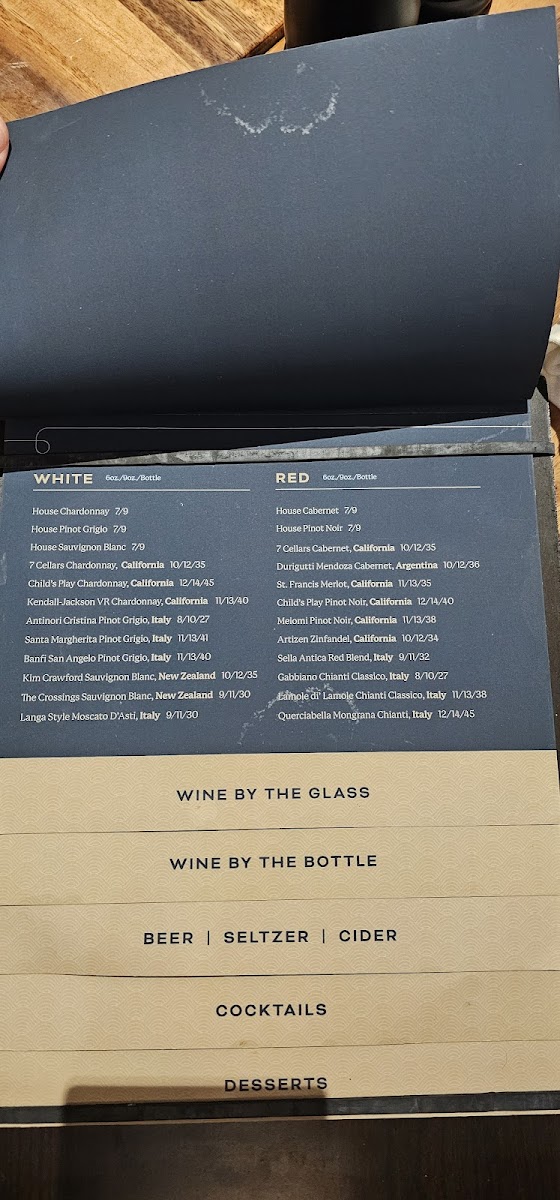 WHITE 6oz./9oz./Bottle
House Chardonnay 7/9
House Pinot Grigio 7/9
House Sauvignon Blanc 7/9
7 Cellars Chardonnay, California 10/12/35
Child's Play Chardonnay, California 12/14/45
Kendall-Jackson VR Chardonnay, California 11/13/40
Antinori Cristina Pinot Grigio, Italy 8/10/27
Santa Margherita Pinot Grigio, Italy 11/13/41
Banfi San Angelo Pinot Grigio, Italy 11/13/40
Kim Crawford Sauvignon Blanc, New Zealand 10/12/35
The Crossings Sauvignon Blanc, New Zealand 9/11/30
Langa Style Moscato D'Asti, Italy 9/11/30
RED 6oz./9oz./Bottle
House Cabernet 7/9
House Pinot Noir 7/9
7 Cellars Cabernet, California 10/12/35
Durigutti Mendoza Cabernet, Argentina 10/12/36
St. Francis Merlot, California 11/13/35
Child's Play Pinot Noir, California 12/14/40
Meiomi Pinot Noir, California 11/13/38
Artizen Zinfandel, California 10/12/34
Sella Antica Red Blend, Italy 9/11/32
Gabbiano Chianti Classico, Italy 8/10/27
Lamole di' Lamole Chianti Classico, Italy 11/13/38
Querciabella Mongrana Chianti, Italy 12/14/45
WINE BY THE GLASS
WINE BY THE BOTTLE
BEER | SELTZER | CIDER
COCKTAILS
DESSERTS